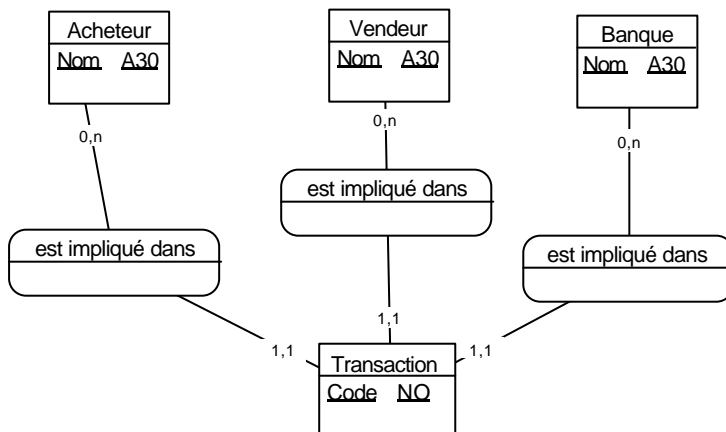 Acheteur
Nom A30
Vendeur
Nom A30
Banque
Nom A30
0,n
0,n
0,n
est impliqué dans
est impliqué dans
est impliqué dans
1,1
1,1
1,1
Transaction
Code NO